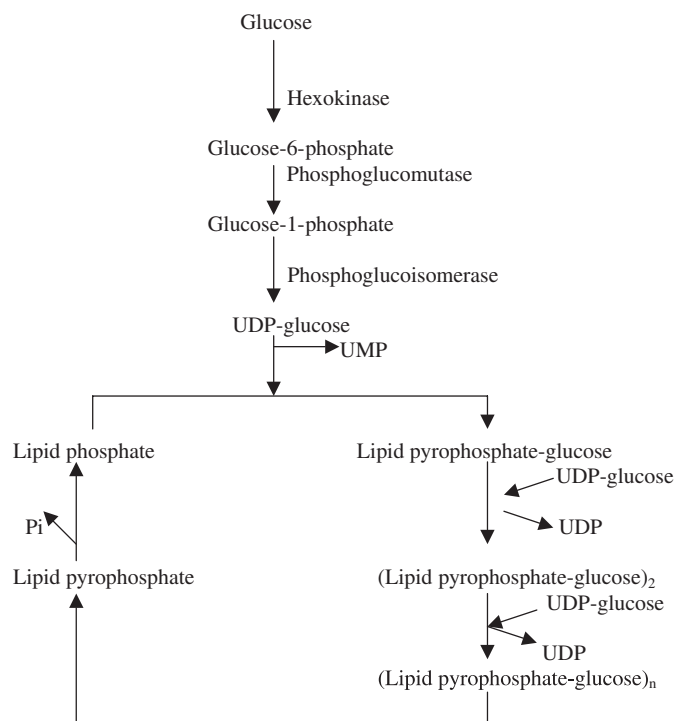 Glucose
Hexokinase
Glucose-6-phosphate
Phosphoglucomutase
Glucose-1-phosphate
Phosphoglucoisomerase
UDP-glucose
UMP
Lipid phosphate
Lipid pyrophosphate-glucose
UDP-glucose
Pi
UDP
Lipid pyrophosphate
(Lipid pyrophosphate-glucose)₂
UDP-glucose
UDP
(Lipid pyrophosphate-glucose)ₙ